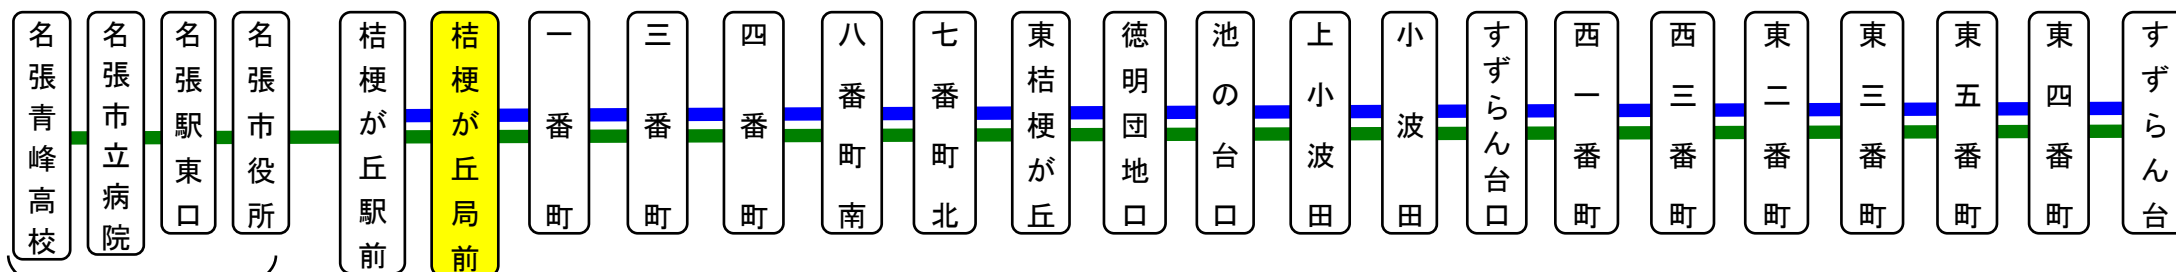 名張青峰高校
名張市立病院
名張駅東口
名張市役所
桔梗が丘駅前
桔梗が丘局前
一番町
三番町
四番町
八番町南
七番町北
東桔梗が丘
徳明団地口
池の台口
上小波田
小波田
すずらん台口
西一番町
西三番町
東二番町
東三番町
東五番町
東四番町
すずらん台